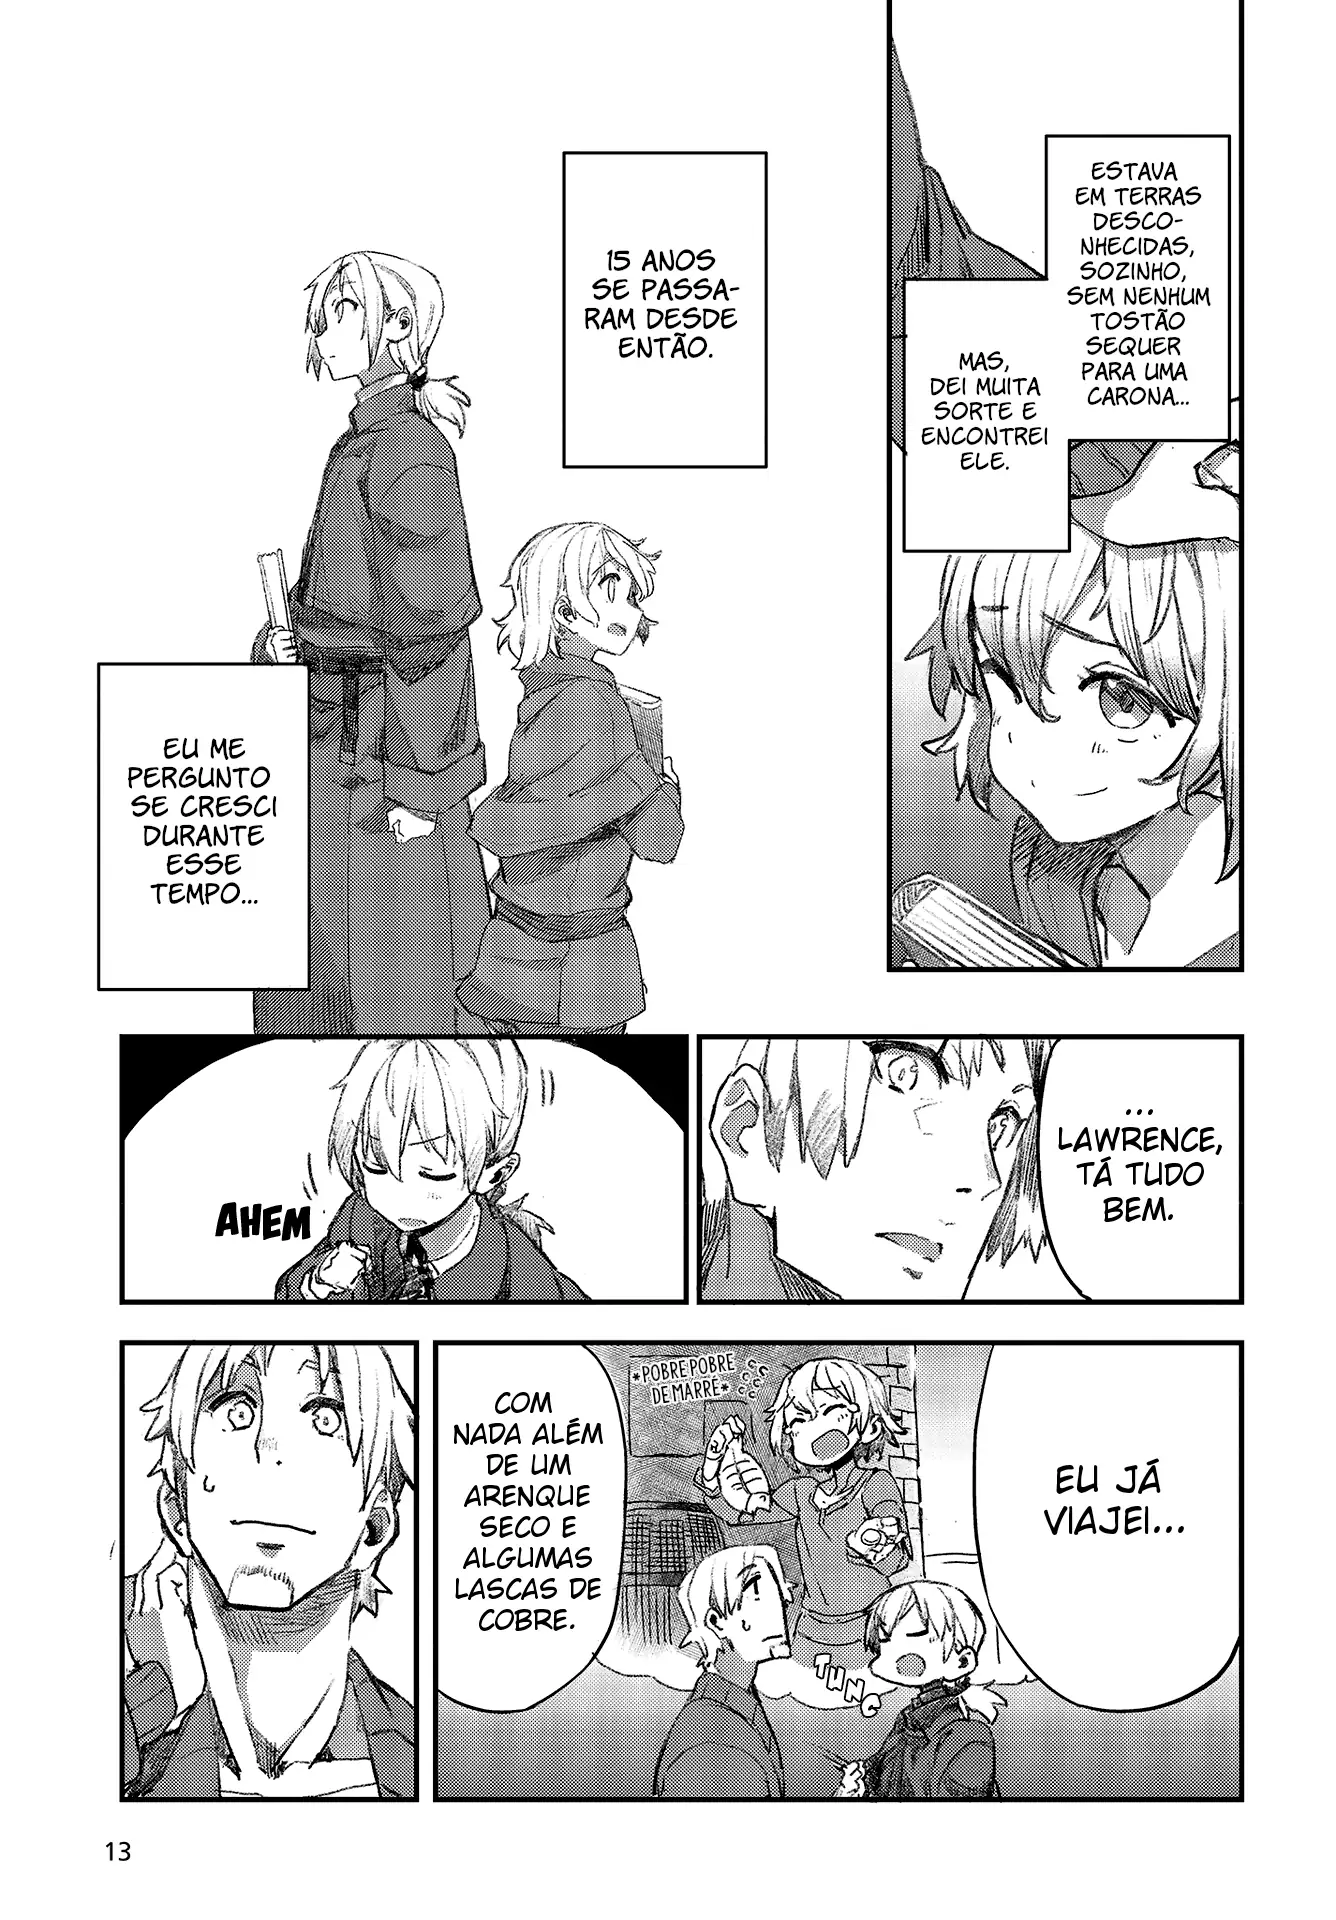 ESTAVA
EM TERRAS
DESCO-
NHECIDAS,
SOZINHO,
SEM NENHUM
TOSTÃO
SEQUER
PARA UMA
CARONA...
MAS,
DEI MUITA
SORTE E
ENCONTREI
ELE.
15 ANOS
SE PASSA-
RAM DESDE
ENTÃO.
EU ME
PERGUNTO
SE CRESCI
DURANTE
ESSE
TEMPO...
...
LAWRENCE,
TÁ TUDO
BEM.
AHEM
EU JÁ
VIAJEI...
*POBRE POBRE
DE MARRÉ*
TUNC
COM
NADA ALÉM
DE UM
ARENQUE
SECO E
ALGUMAS
LASCAS DE
COBRE.
13